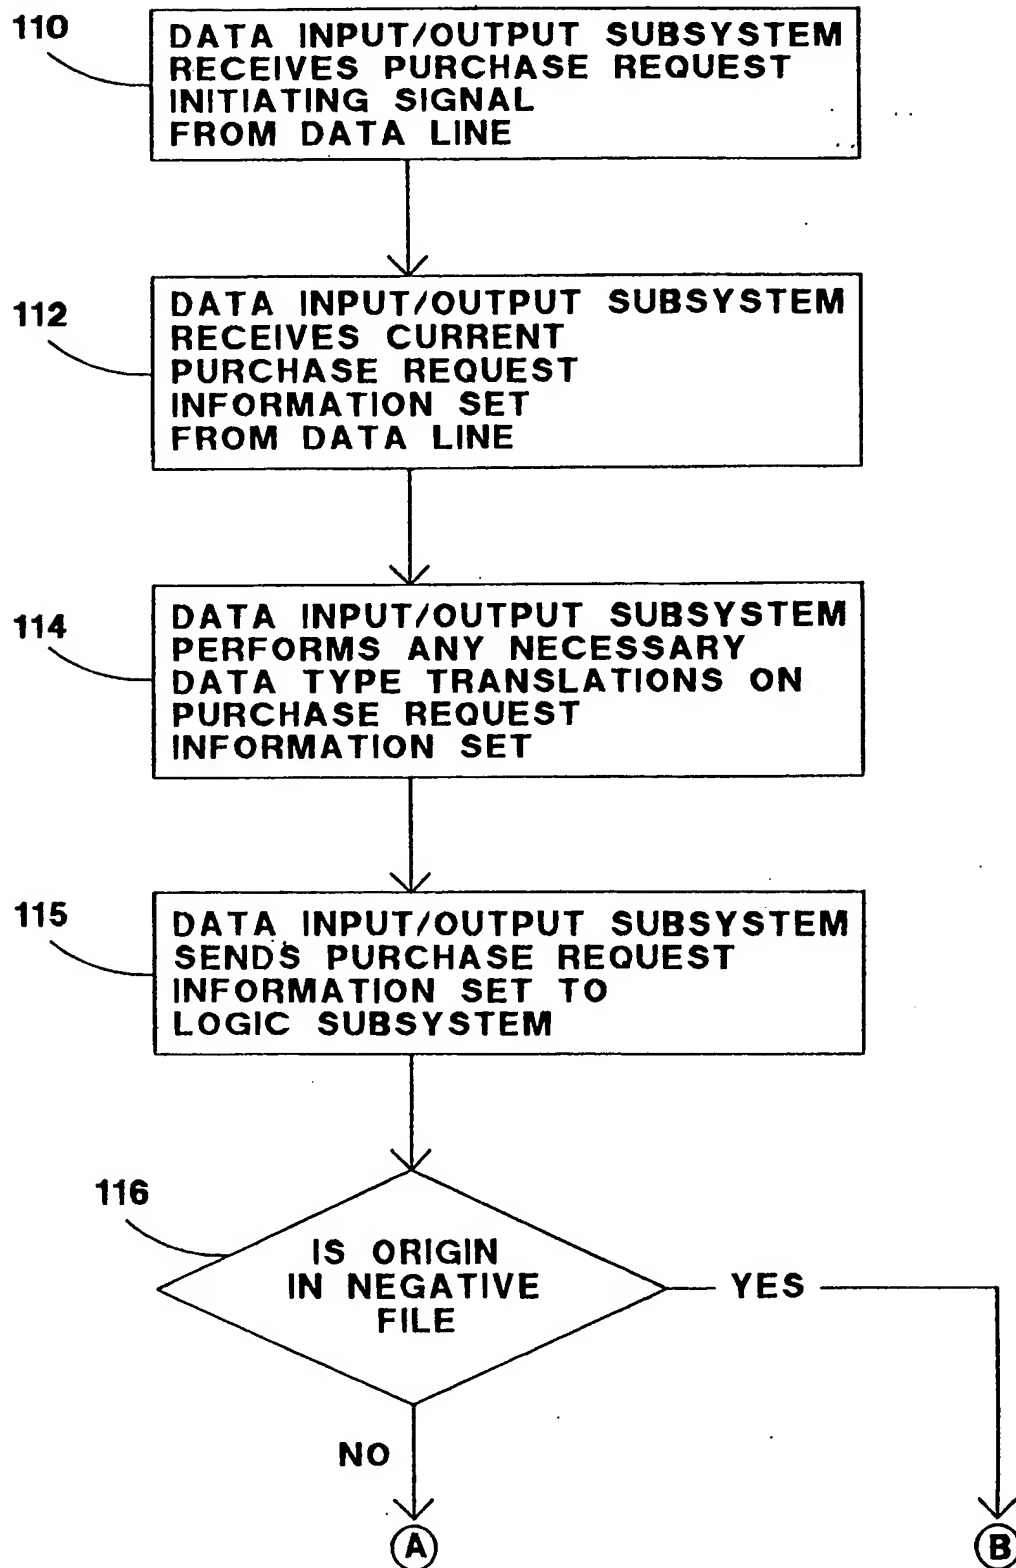 110
DATA INPUT/OUTPUT SUBSYSTEM
RECEIVES PURCHASE REQUEST
INITIATING SIGNAL
FROM DATA LINE
112
DATA INPUT/OUTPUT SUBSYSTEM
RECEIVES CURRENT
PURCHASE REQUEST
INFORMATION SET
FROM DATA LINE
114
DATA INPUT/OUTPUT SUBSYSTEM
PERFORMS ANY NECESSARY
DATA TYPE TRANSLATIONS ON
PURCHASE REQUEST
INFORMATION SET
115
DATA INPUT/OUTPUT SUBSYSTEM
SENDS PURCHASE REQUEST
INFORMATION SET TO
LOGIC SUBSYSTEM
116
IS ORIGIN
IN NEGATIVE
FILE
YES
NO
A
B